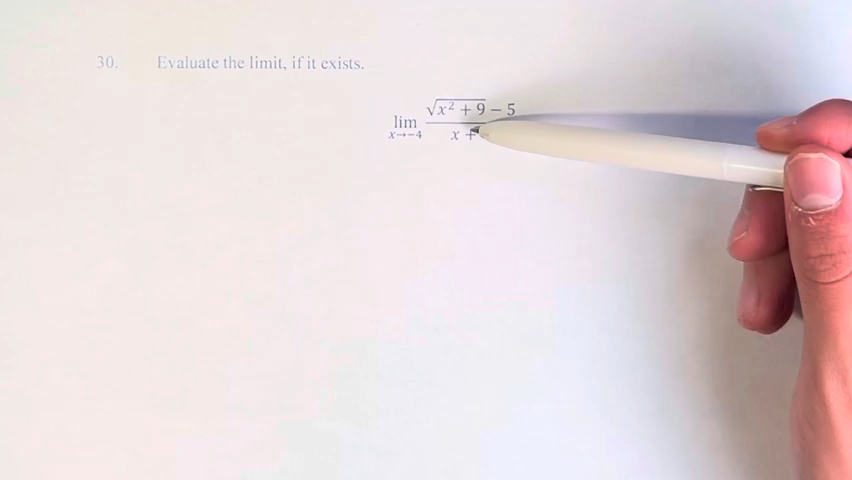 30. Evaluate the limit, if it exists.
lim x→−4 (√(x² + 9) − 5) / (x +